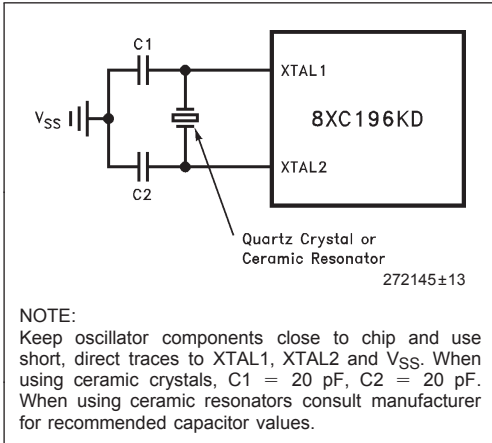 C1
XTAL1
8XC196KD
VSS
XTAL2
C2
Quartz Crystal or
Ceramic Resonator
272145±13
NOTE:
Keep oscillator components close to chip and use
short, direct traces to XTAL1, XTAL2 and VSS. When
using ceramic crystals, C1 = 20 pF, C2 = 20 pF.
When using ceramic resonators consult manufacturer
for recommended capacitor values.